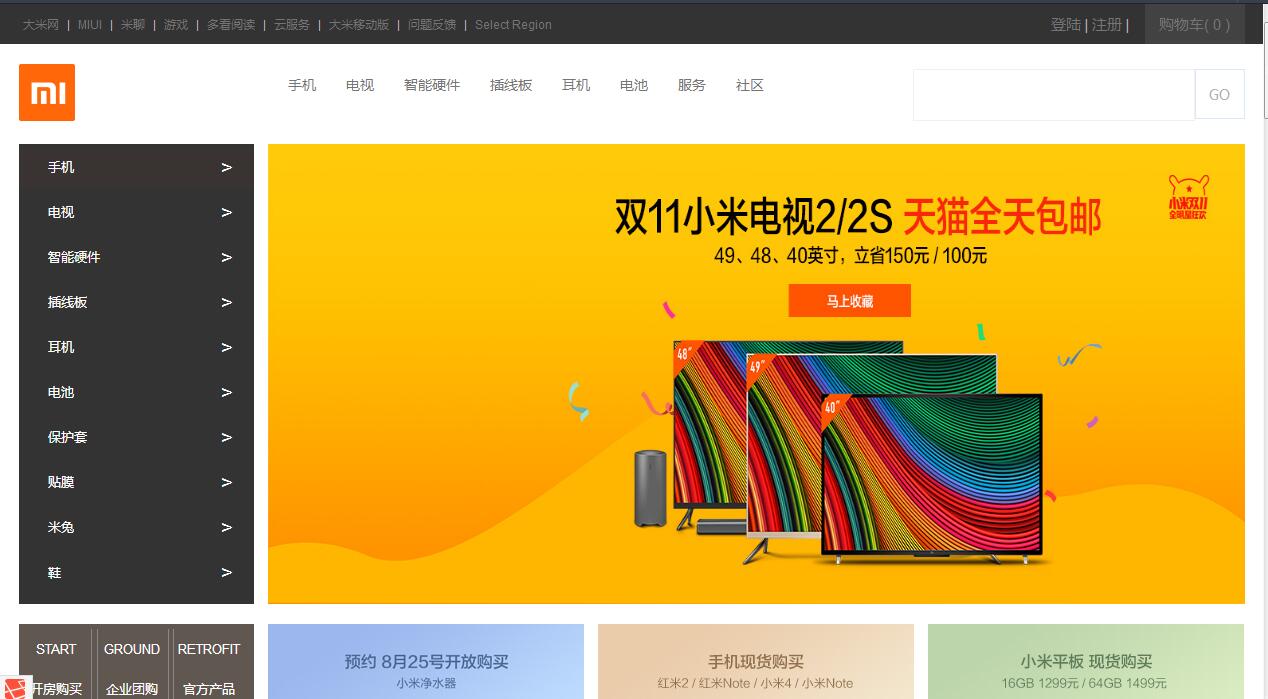 大米网 | MIUI | 米聊 | 游戏 | 多看阅读 | 云服务 | 大米移动版 | 问题反馈 | Select Region
登陆 | 注册 |
购物车( 0 )
mi
手机 电视 智能硬件 插线板 耳机 电池 服务 社区
GO
手机 >
电视 >
智能硬件 >
插线板 >
耳机 >
电池 >
保护套 >
贴膜 >
米兔 >
鞋 >
双11小米电视2/2S 天猫全天包邮
49、48、40英寸，立省150元 / 100元
马上收藏
小米双11
全明星狂欢
48"
49"
40"
START GROUND RETROFIT
开房购买 企业团购 官方产品
预约 8月25号开放购买
小米净水器
手机现货购买
红米2 / 红米Note / 小米4 / 小米Note
小米平板 现货购买
16GB 1299元 / 64GB 1499元